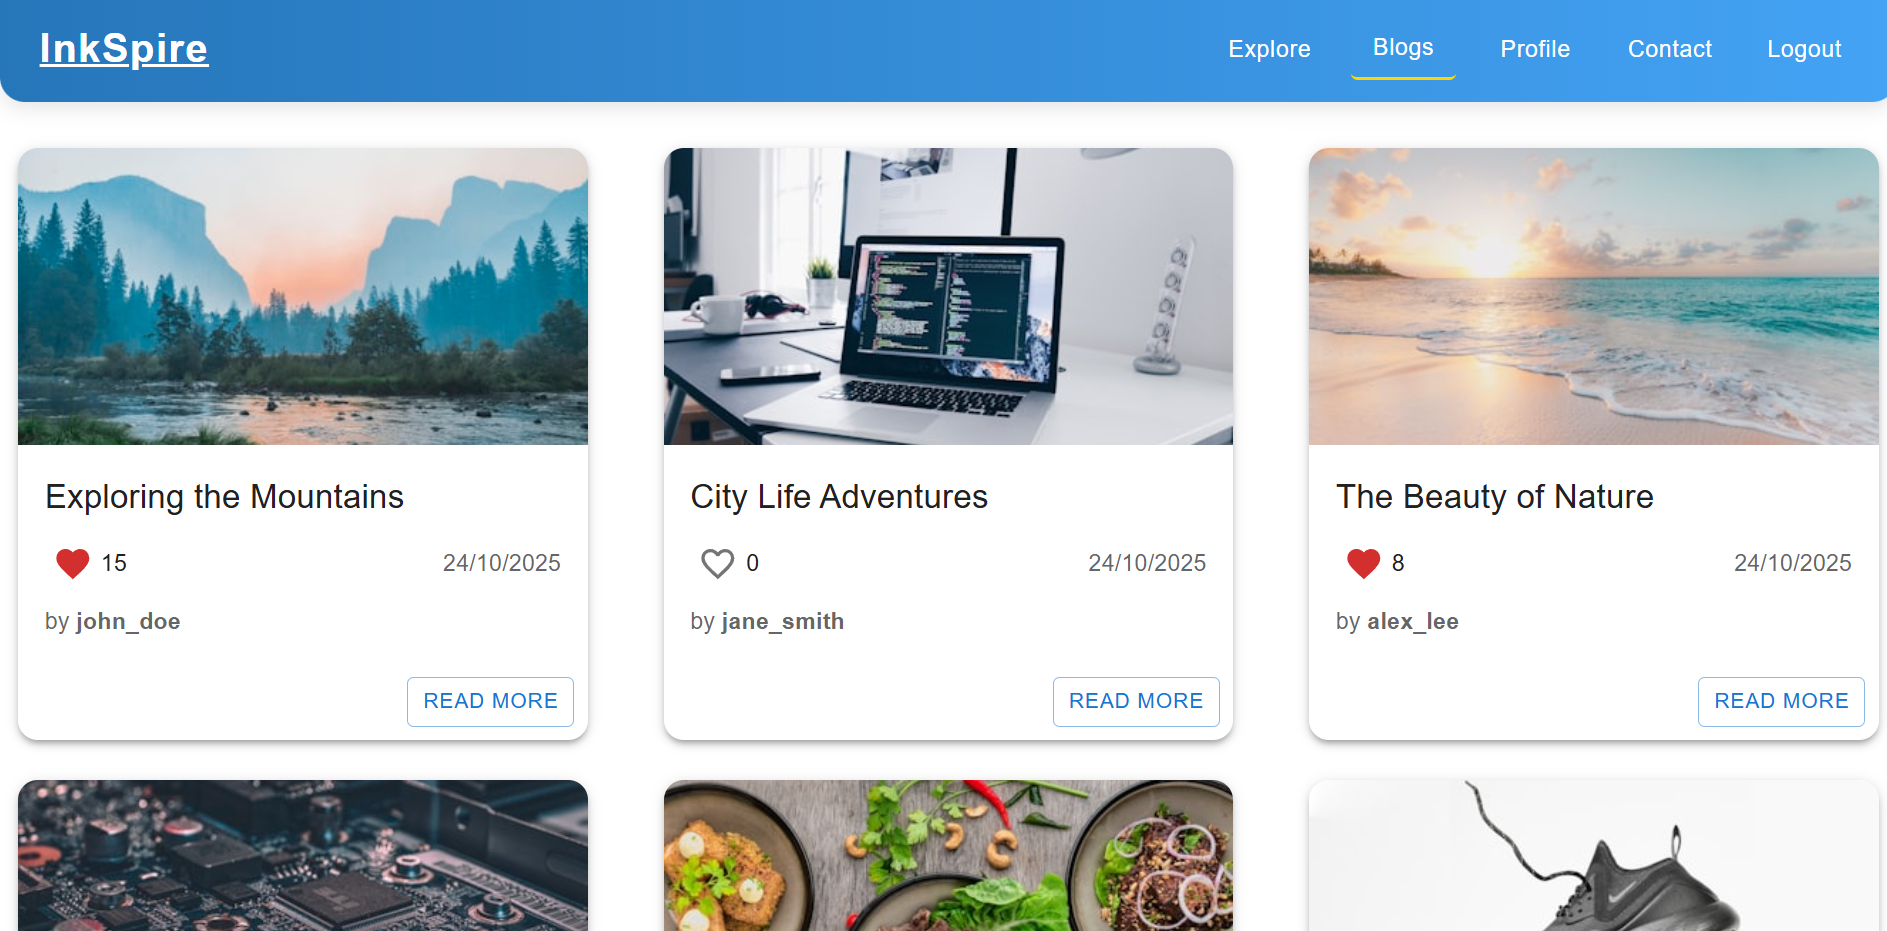 InkSpire
Explore Blogs Profile Contact Logout
Exploring the Mountains
15 24/10/2025
by john_doe
READ MORE
City Life Adventures
0 24/10/2025
by jane_smith
READ MORE
The Beauty of Nature
8 24/10/2025
by alex_lee
READ MORE